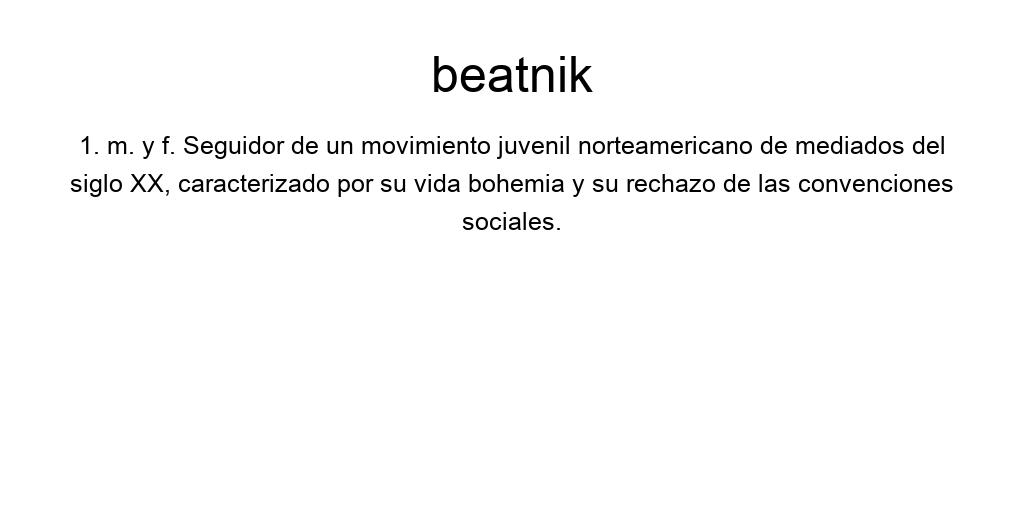 beatnik
1. m. y f. Seguidor de un movimiento juvenil norteamericano de mediados del
siglo XX, caracterizado por su vida bohemia y su rechazo de las convenciones
sociales.